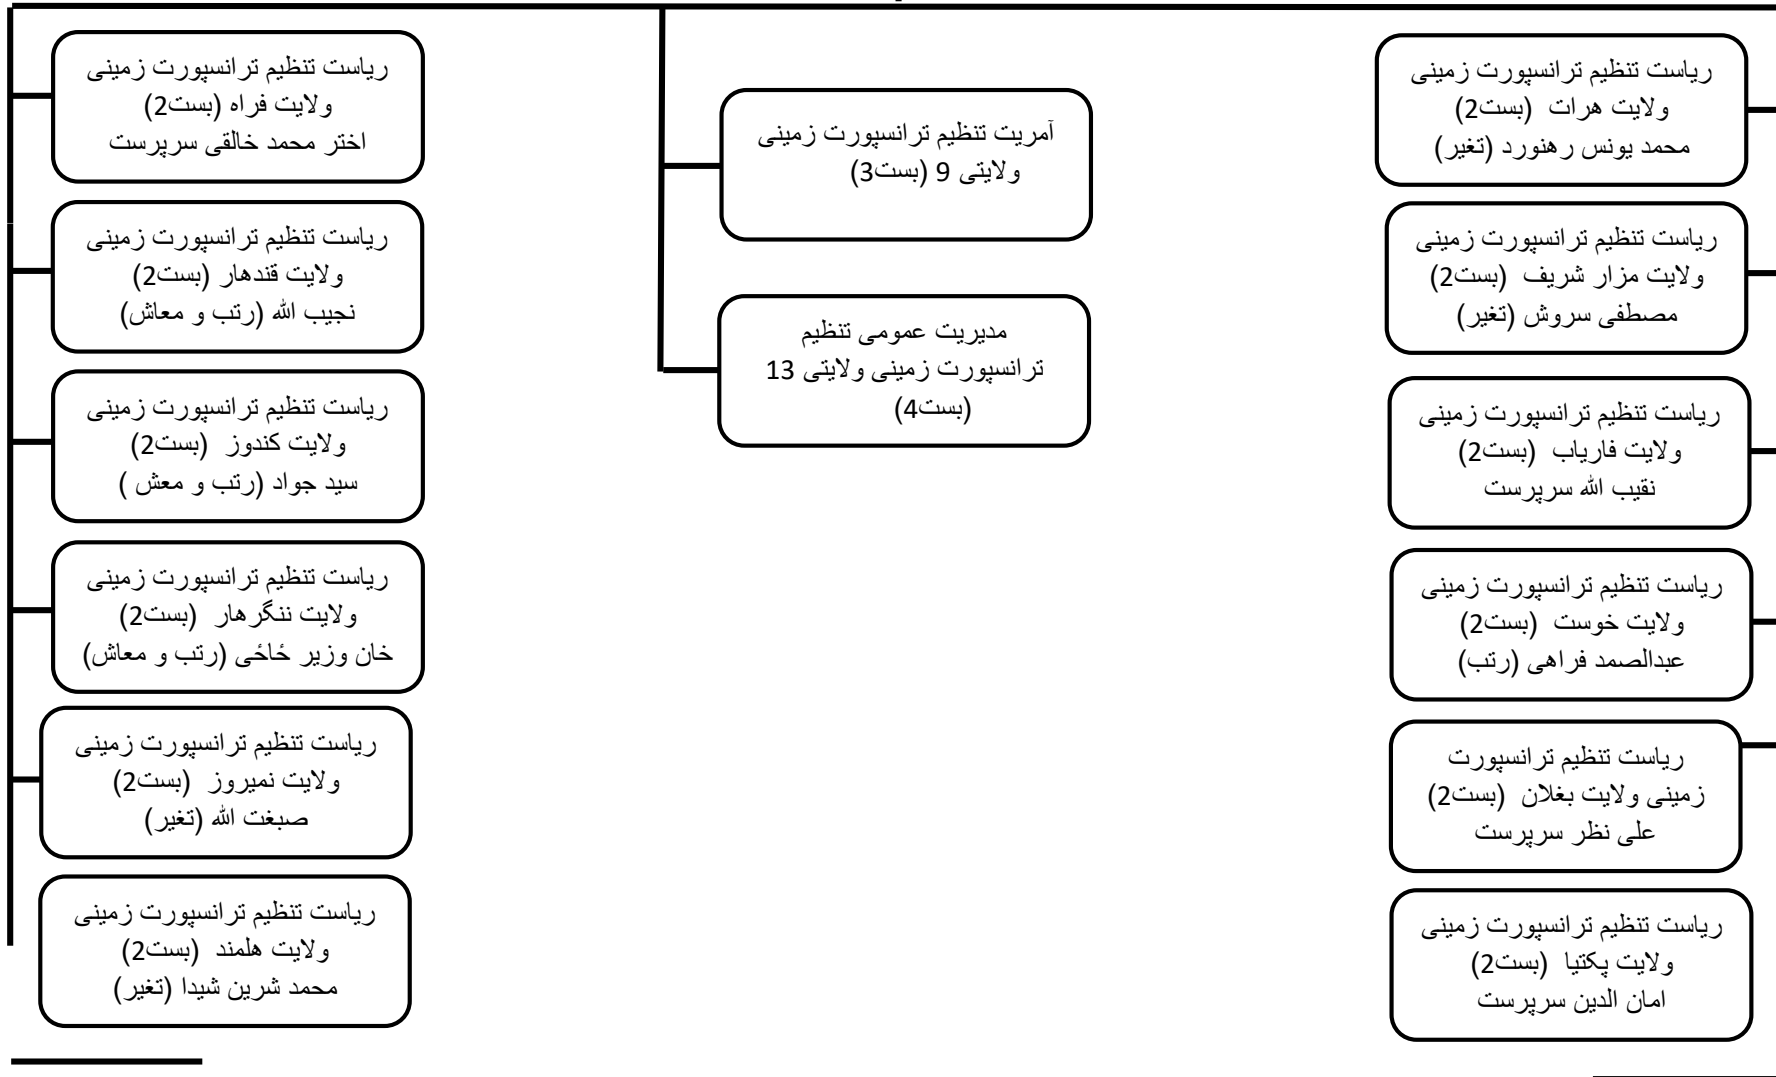 ریاست تنظیم ترانسپورت زمینی
ولایت هرات (بست2)
محمد یونس رهنورد (تغیر)
ریاست تنظیم ترانسپورت زمینی
ولایت مزار شریف (بست2)
مصطفی سروش (تغیر)
ریاست تنظیم ترانسپورت زمینی
ولایت فاریاب (بست2)
نقیب الله سرپرست
ریاست تنظیم ترانسپورت زمینی
ولایت خوست (بست2)
عبدالصمد فراهی (رتب)
ریاست تنظیم ترانسپورت
زمینی ولایت بغلان (بست2)
علی نظر سرپرست
ریاست تنظیم ترانسپورت زمینی
ولایت پکتیا (بست2)
امان الدین سرپرست
آمریت تنظیم ترانسپورت زمینی
ولایتی 9 (بست3)
مدیریت عمومی تنظیم
ترانسپورت زمینی ولایتی 13
(بست4)
ریاست تنظیم ترانسپورت زمینی
ولایت فراه (بست2)
اختر محمد خالقی سرپرست
ریاست تنظیم ترانسپورت زمینی
ولایت قندهار (بست2)
نجیب الله (رتب و معاش)
ریاست تنظیم ترانسپورت زمینی
ولایت کندوز (بست2)
سید جواد (رتب و معش )
ریاست تنظیم ترانسپورت زمینی
ولایت ننگرهار (بست2)
خان وزیر ځاځی (رتب و معاش)
ریاست تنظیم ترانسپورت زمینی
ولایت نمیروز (بست2)
صبغت الله (تغیر)
ریاست تنظیم ترانسپورت زمینی
ولایت هلمند (بست2)
محمد شرین شیدا (تغیر)